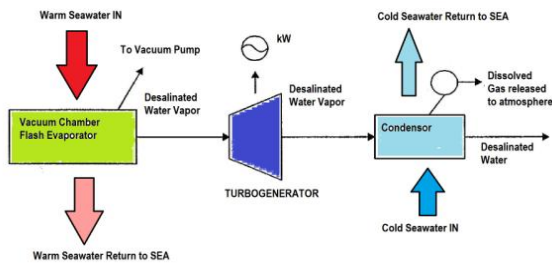 Warm Seawater IN
To Vacuum Pump
kW
Cold Seawater Return to SEA
Dissolved
Gas released
to atmosphere
Desalinated
Water Vapor
Desalinated
Water Vapor
Vacuum Chamber
Flash Evaporator
Condensor
Desalinated
Water
TURBOGENERATOR
Cold Seawater IN
Warm Seawater Return to SEA